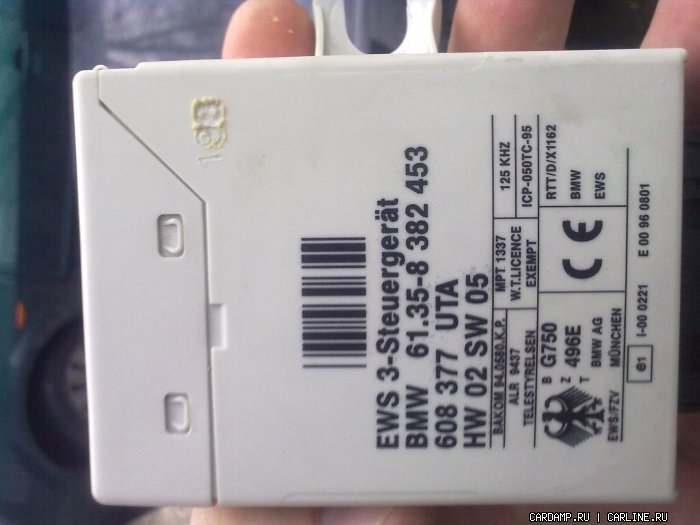 198
EWS 3-Steuergerät
BMW 61.35-8 382 453
608 377 UTA
HW 02 SW 05
BAKOM 94.0580.K.P. MPT 1337 125 KHZ
ALR 9437 W.T.LICENCE ICP-050TC-95
TELESTYRELSEN EXEMPT
B G750 CE RTT/D/X1162
Z 496E BMW
T BMW AG EWS
EWS/FZV MÜNCHEN
e1 I-00 0221 E 00 96 0801
CARDAMP.RU | CARLINE.RU